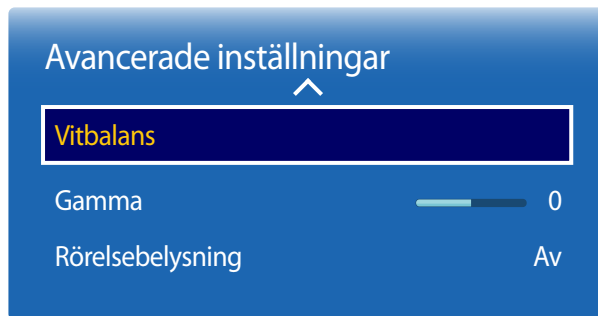 Avancerade inställningar
Vitbalans
Gamma 0
Rörelsebelysning Av